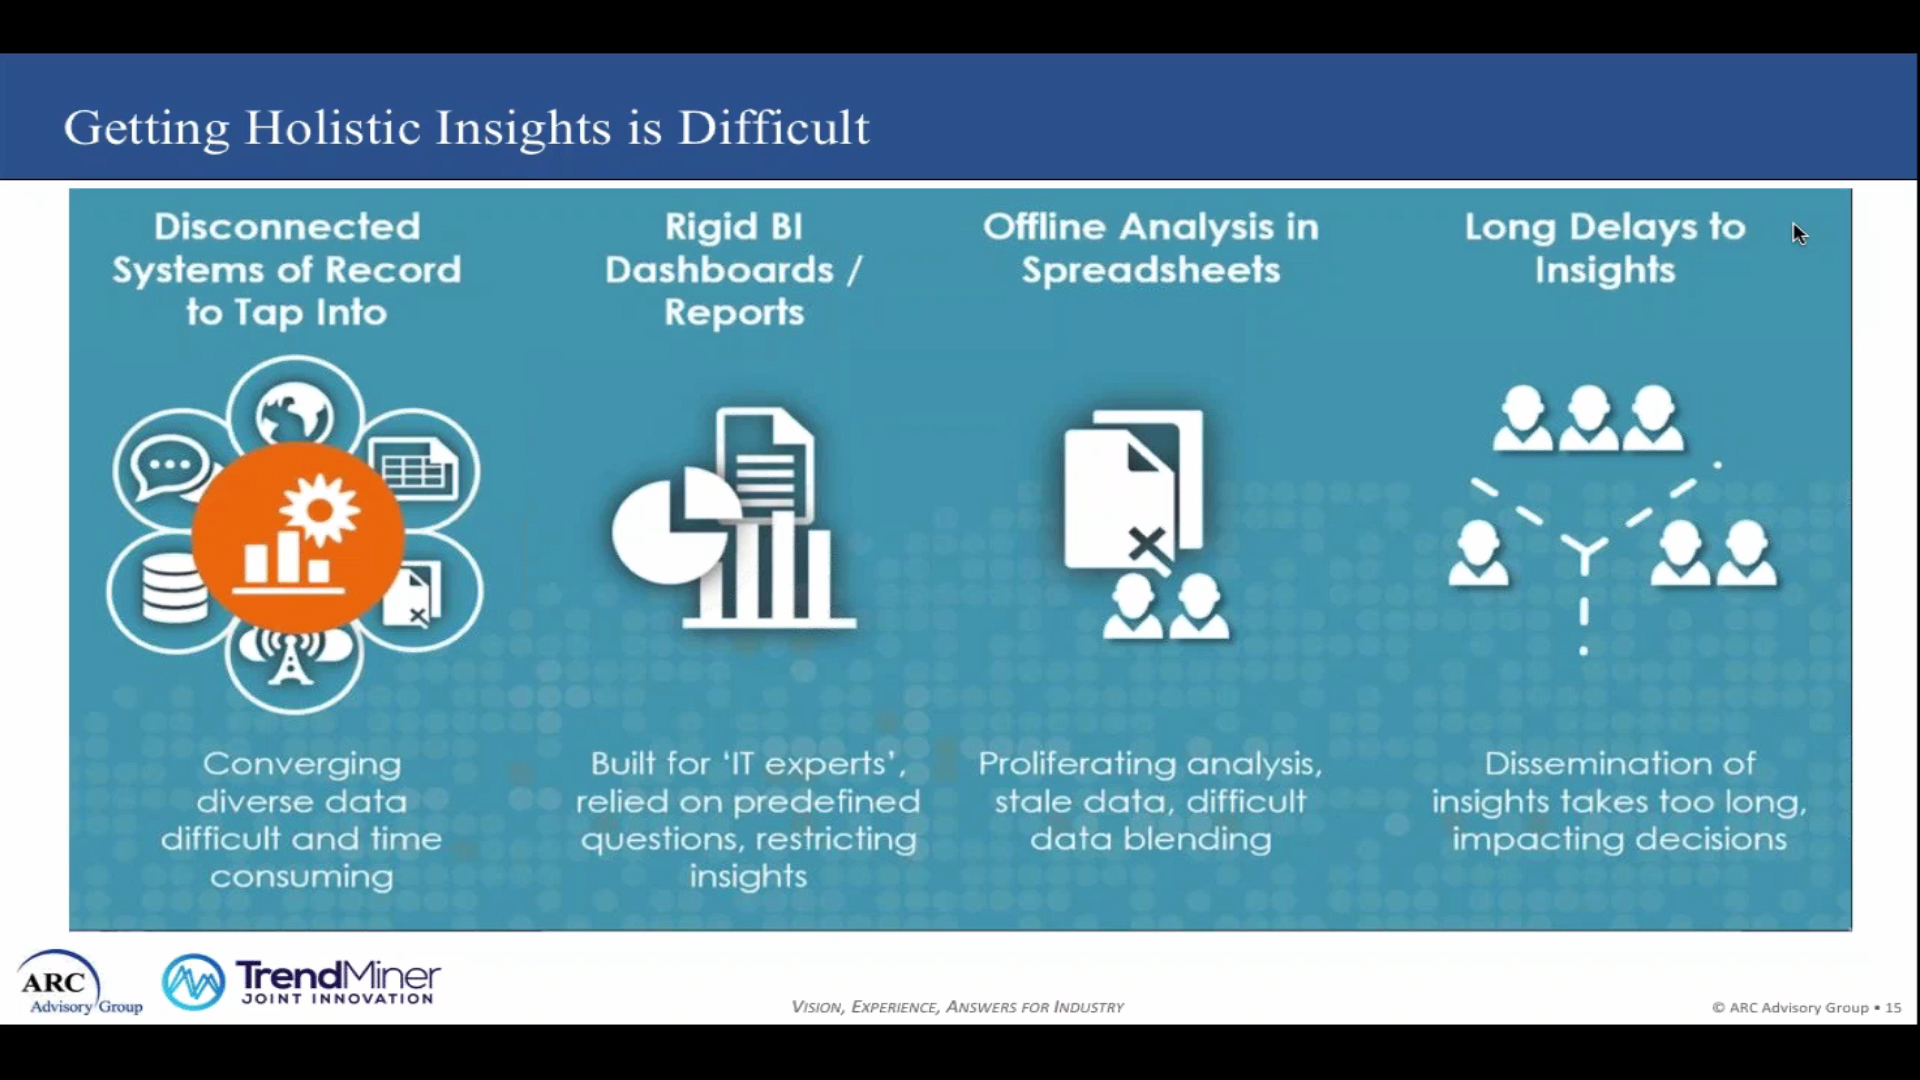 Getting Holistic Insights is Difficult
Disconnected
Systems of Record
to Tap Into
Converging
diverse data
difficult and time
consuming
Rigid BI
Dashboards /
Reports
Built for ‘IT experts’,
relied on predefined
questions, restricting
insights
Offline Analysis in
Spreadsheets
Proliferating analysis,
stale data, difficult
data blending
Long Delays to
Insights
Dissemination of
insights takes too long,
impacting decisions
ARC
Advisory Group
TrendMiner
JOINT INNOVATION
VISION, EXPERIENCE, ANSWERS FOR INDUSTRY
© ARC Advisory Group • 15